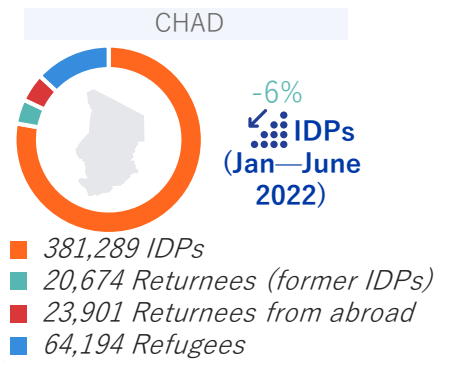 CHAD
-6%
IDPs
(Jan—June
2022)
381,289 IDPs
20,674 Returnees (former IDPs)
23,901 Returnees from abroad
64,194 Refugees